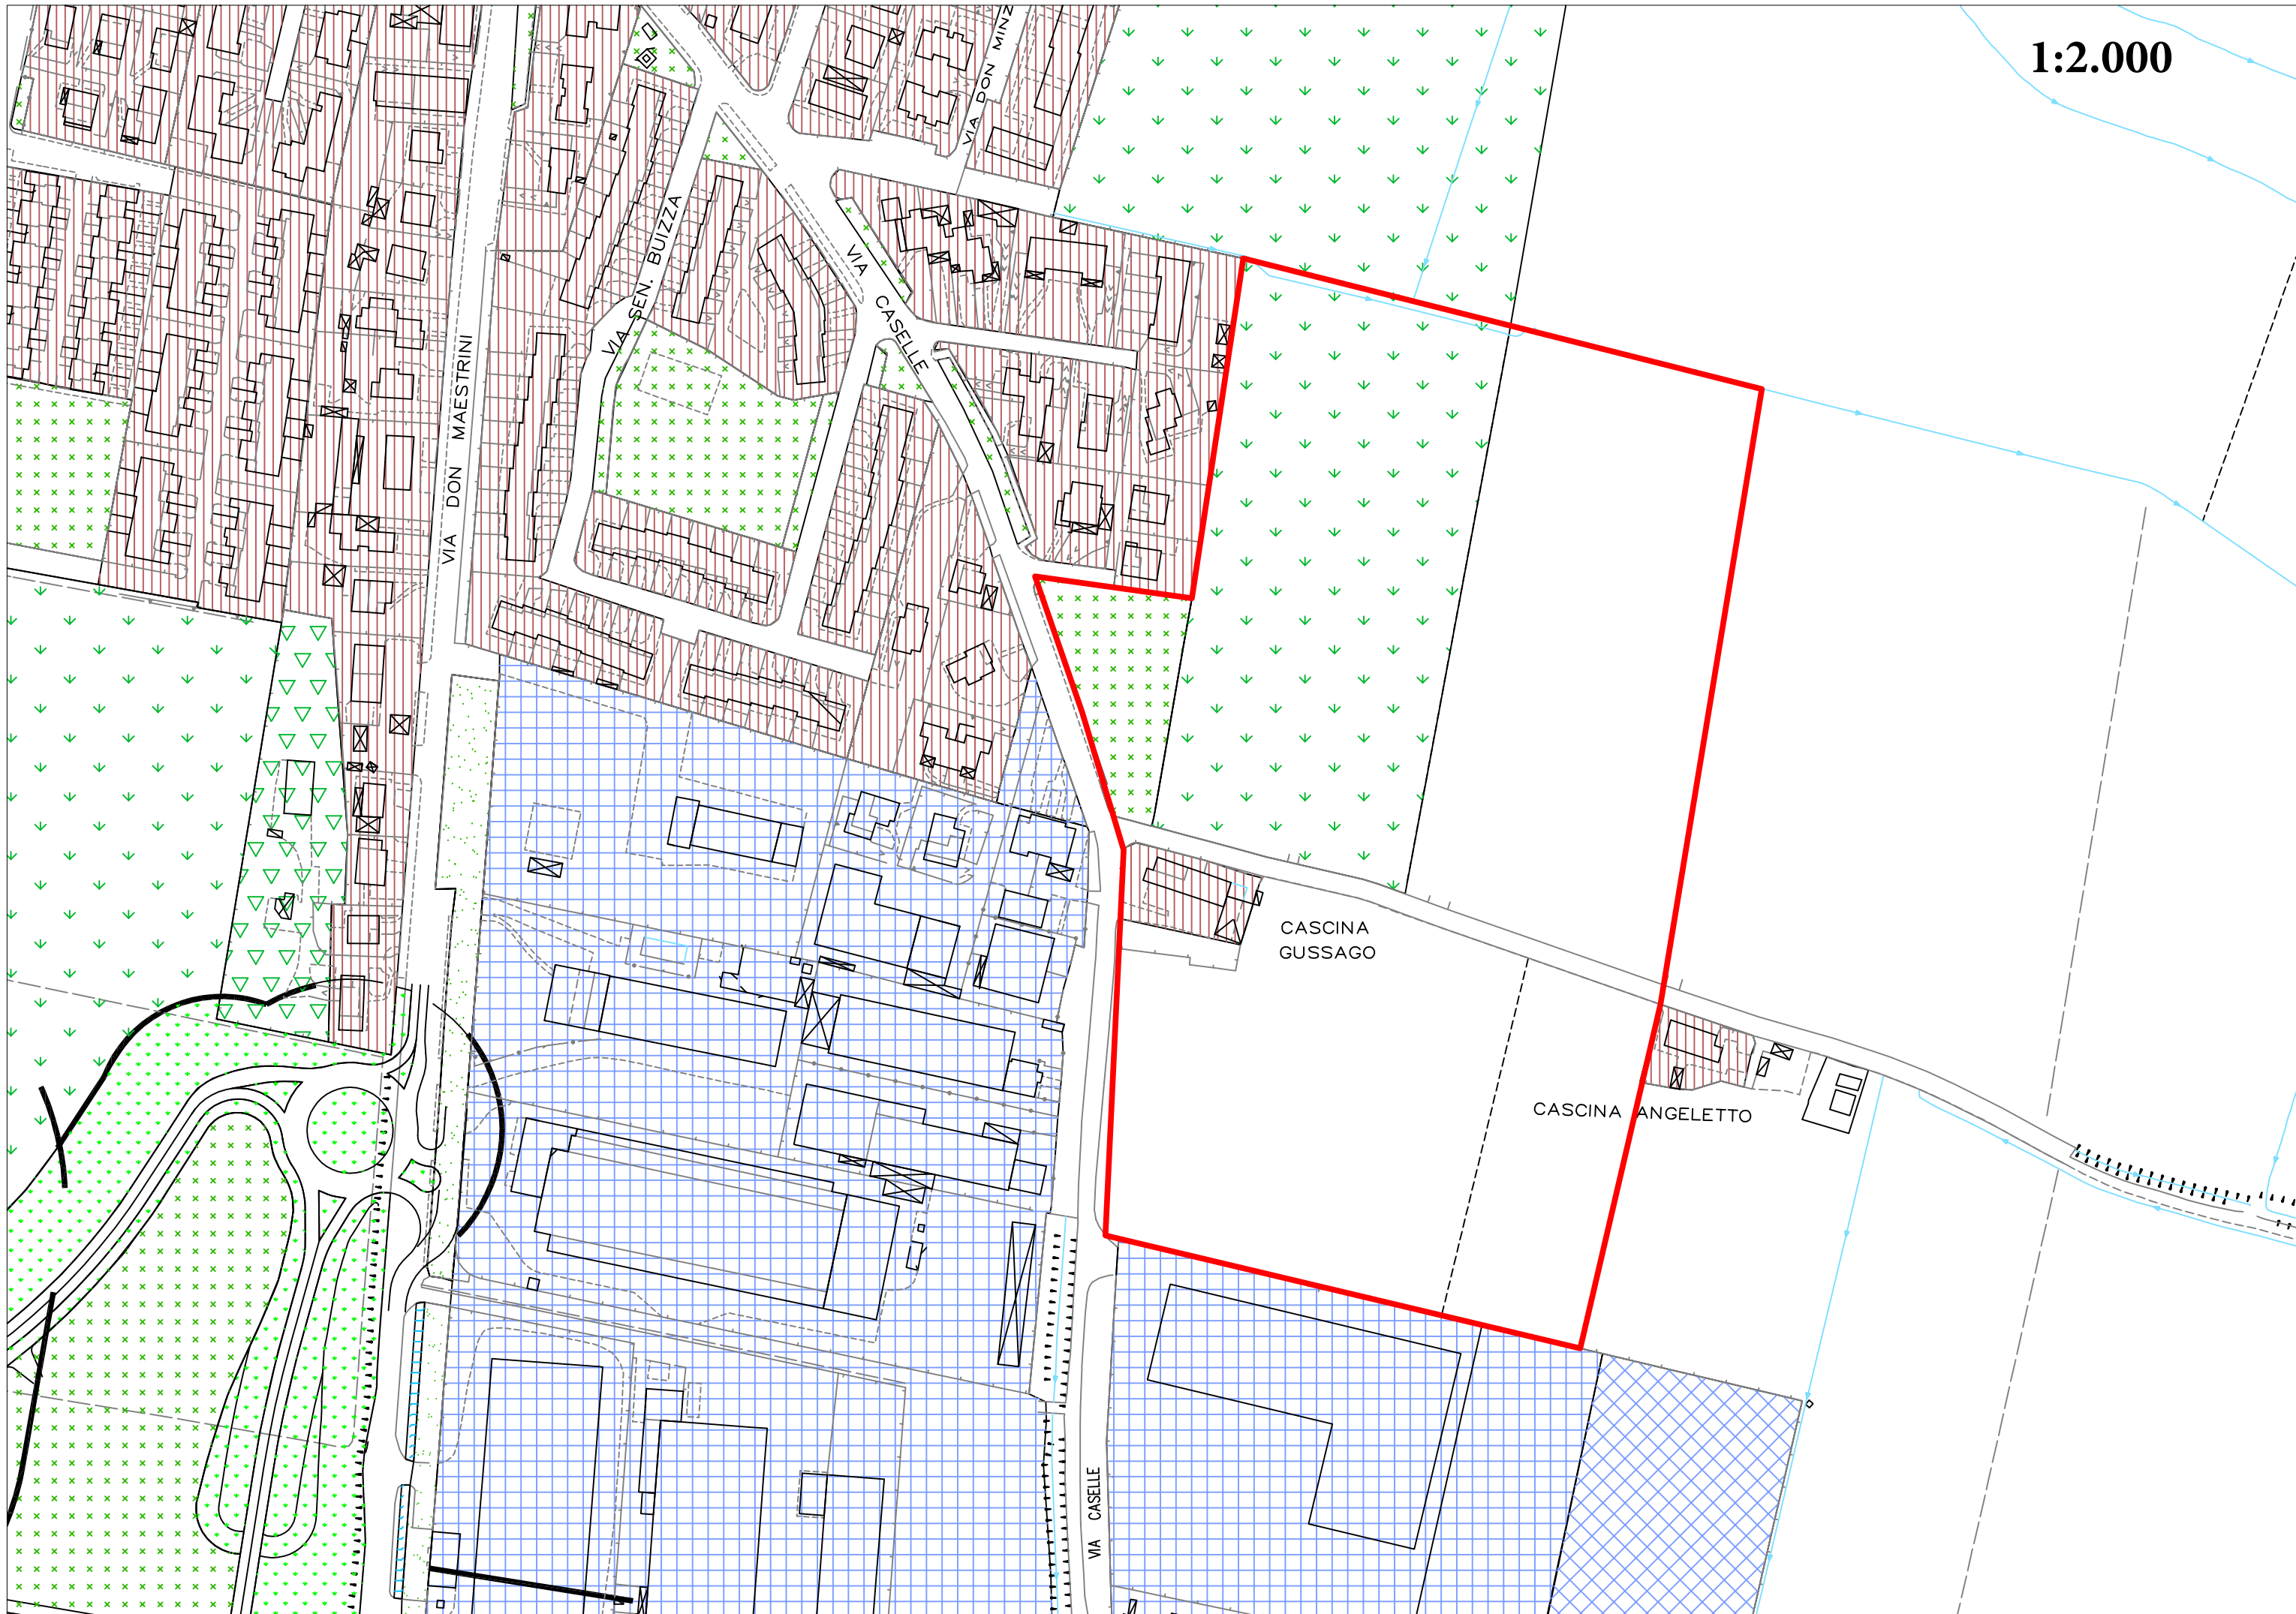 1:2.000
VIA DON MINZ
VIA SEN. BUIZZA
VIA CASELLE
VIA DON MAESTRINI
CASCINA
GUSSAGO
CASCINA ANGELETTO
VIA CASELLE